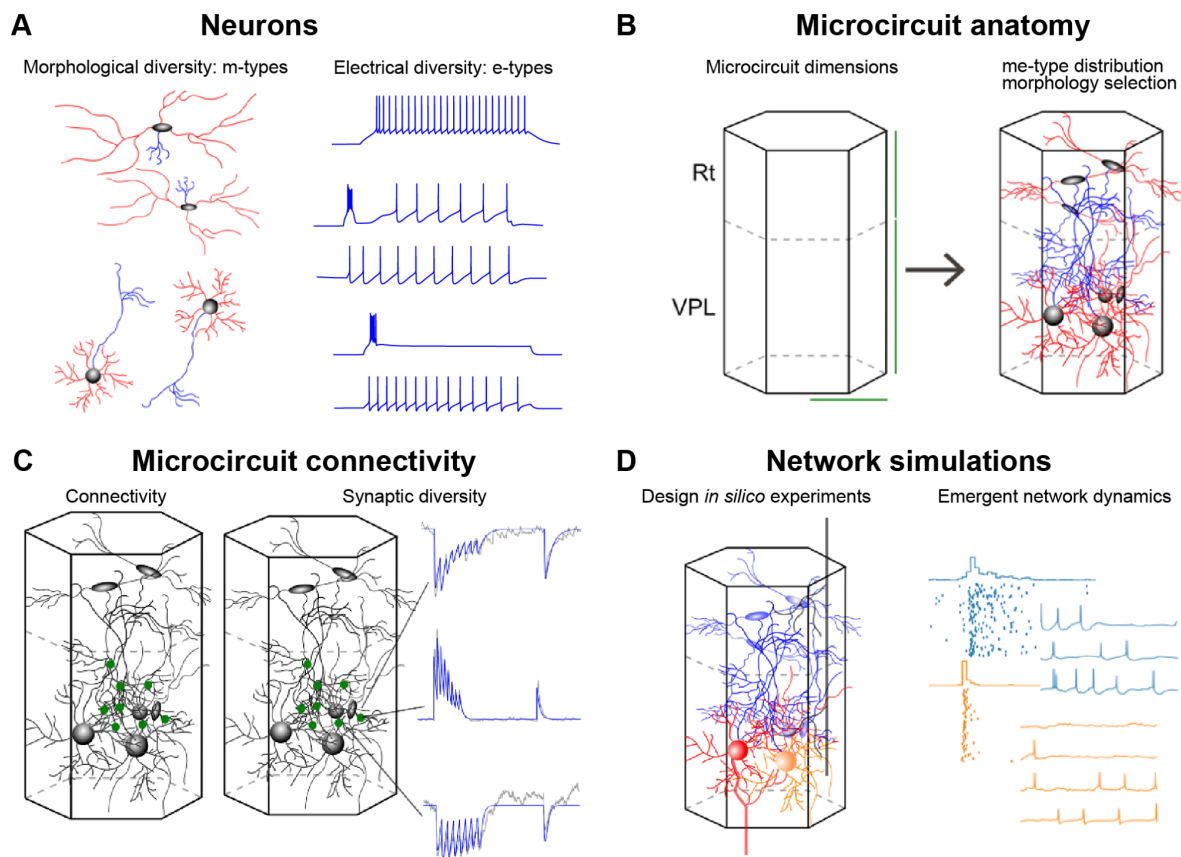 A
Neurons
Morphological diversity: m-types
Electrical diversity: e-types
B
Microcircuit anatomy
Microcircuit dimensions
me-type distribution
morphology selection
Rt
VPL
C
Microcircuit connectivity
Connectivity
Synaptic diversity
D
Network simulations
Design in silico experiments
Emergent network dynamics